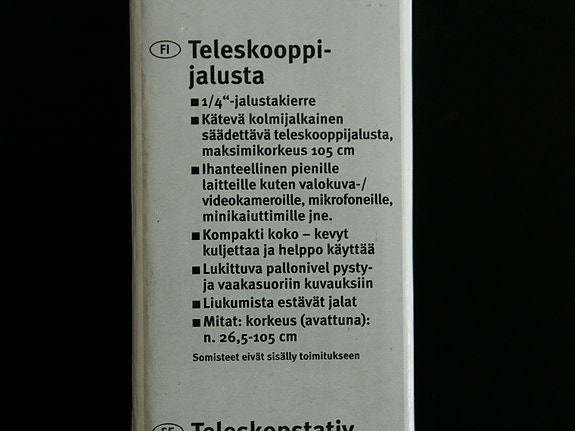 FI Teleskooppi-
jalusta
■ 1/4“-jalustakierre
■ Kätevä kolmijalkainen
säädettävä teleskooppijalusta,
maksimikorkeus 105 cm
■ Ihanteellinen pienille
laitteille kuten valokuva-/
videokameroille, mikrofoneille,
minikaiuttimille jne.
■ Kompakti koko – kevyt
kuljettaa ja helppo käyttää
■ Lukittuva pallonivel pysty-
ja vaakasuoriin kuvauksiin
■ Liukumista estävät jalat
■ Mitat: korkeus (avattuna):
n. 26,5-105 cm
Somisteet eivät sisälly toimitukseen
SE Teleskopstativ